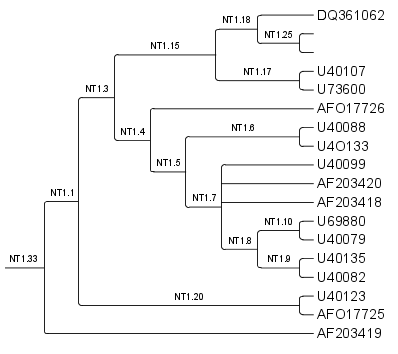 DQ361062
NT1.18
NT1.25
NT1.15
NT1.17
U40107
U73600
NT1.3
AFO17726
NT1.4
NT1.6
U40088
U4O133
NT1.5
U40099
AF203420
NT1.7
AF203418
NT1.1
U69880
NT1.10
U40079
NT1.8
U40135
NT1.9
NT1.33
U40082
NT1.20
U40123
AFO17725
AF203419